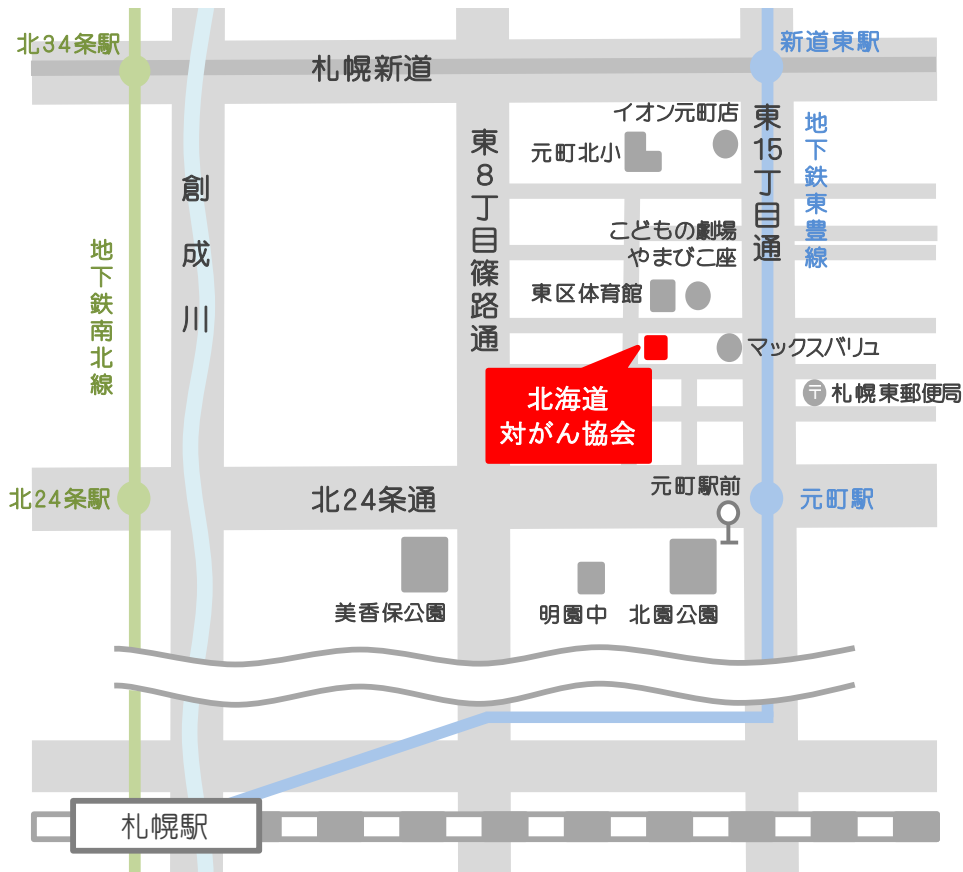 北34条駅
新道東駅
札幌新道
イオン元町店
元町北小
東15丁目通
地下鉄東豊線
東8丁目篠路通
創成川
こどもの劇場
やまびこ座
地下鉄南北線
東区体育館
マックスバリュ
〒
札幌東郵便局
北海道
対がん協会
北24条駅
北24条通
元町駅前
元町駅
美香保公園
明園中
北園公園
札幌駅